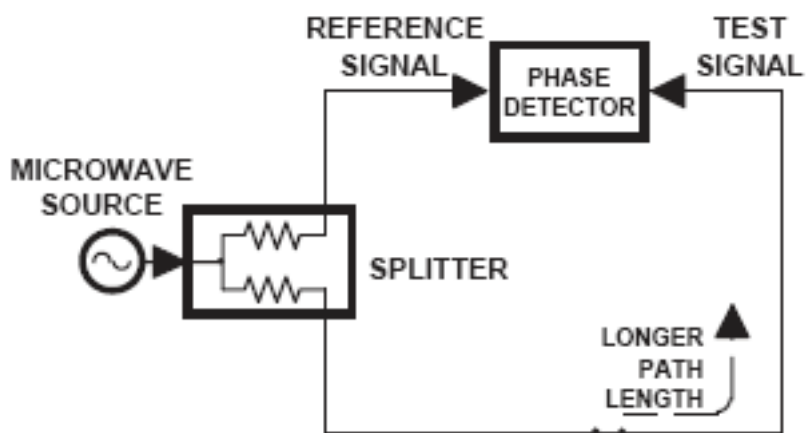 REFERENCE
SIGNAL
PHASE
DETECTOR
TEST
SIGNAL
MICROWAVE
SOURCE
SPLITTER
LONGER
PATH
LENGTH